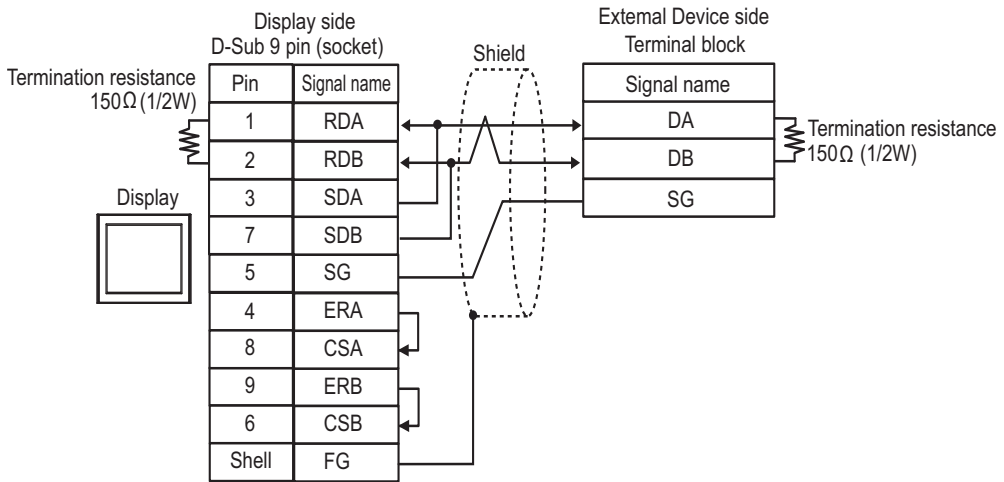 Display side
D-Sub 9 pin (socket)
External Device side
Terminal block
Shield
Termination resistance
150Ω (1/2W)
Pin Signal name
1 RDA
2 RDB
3 SDA
7 SDB
5 SG
4 ERA
8 CSA
9 ERB
6 CSB
Shell FG
Display
Signal name
DA
DB
SG
Termination resistance
150Ω (1/2W)